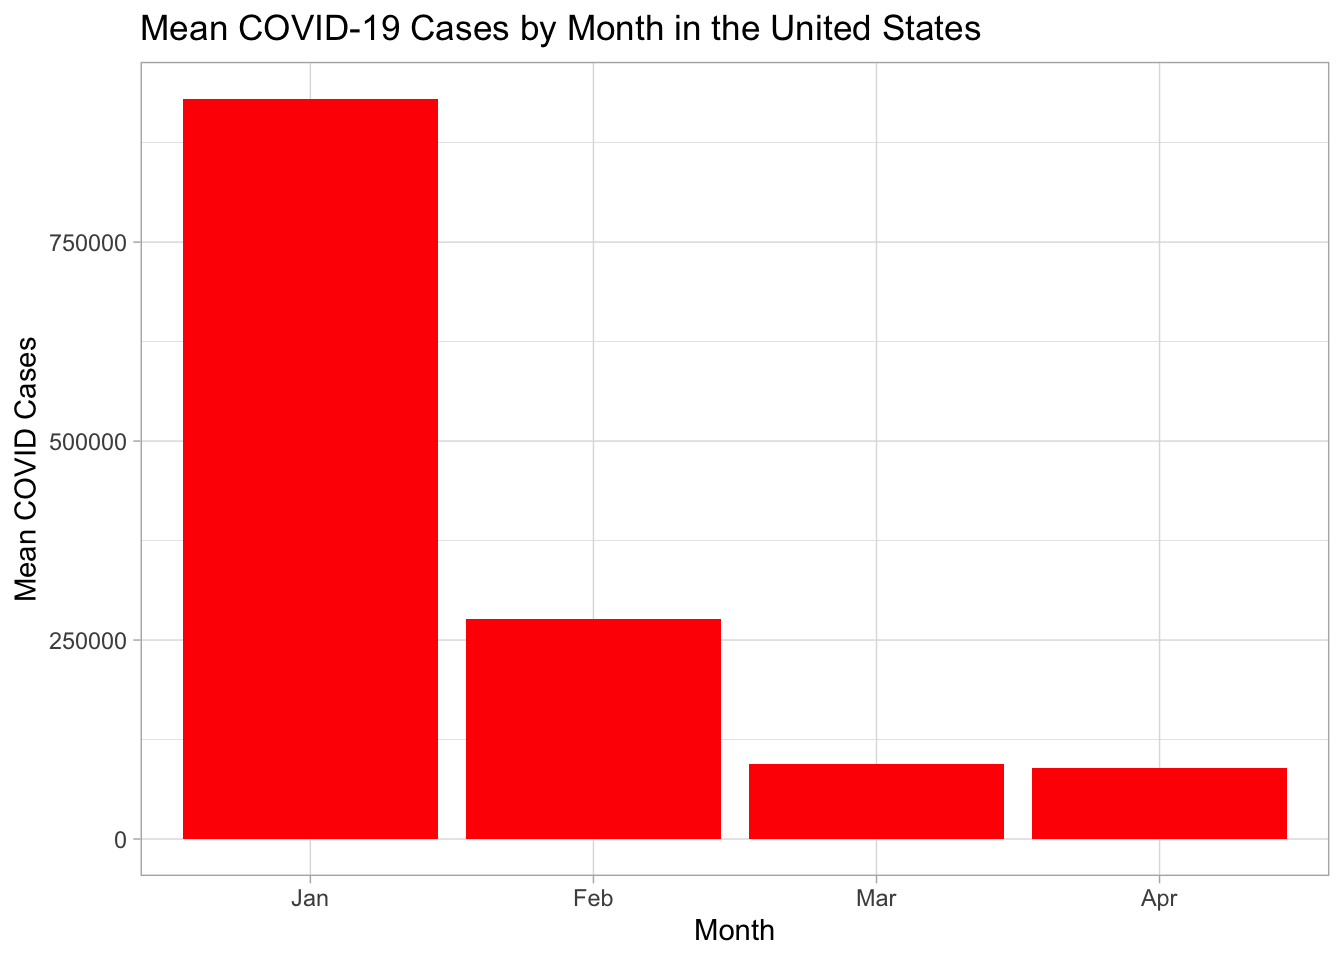 Mean COVID-19 Cases by Month in the United States
Mean COVID Cases
750000
500000
250000
0
Jan Feb Mar Apr
Month